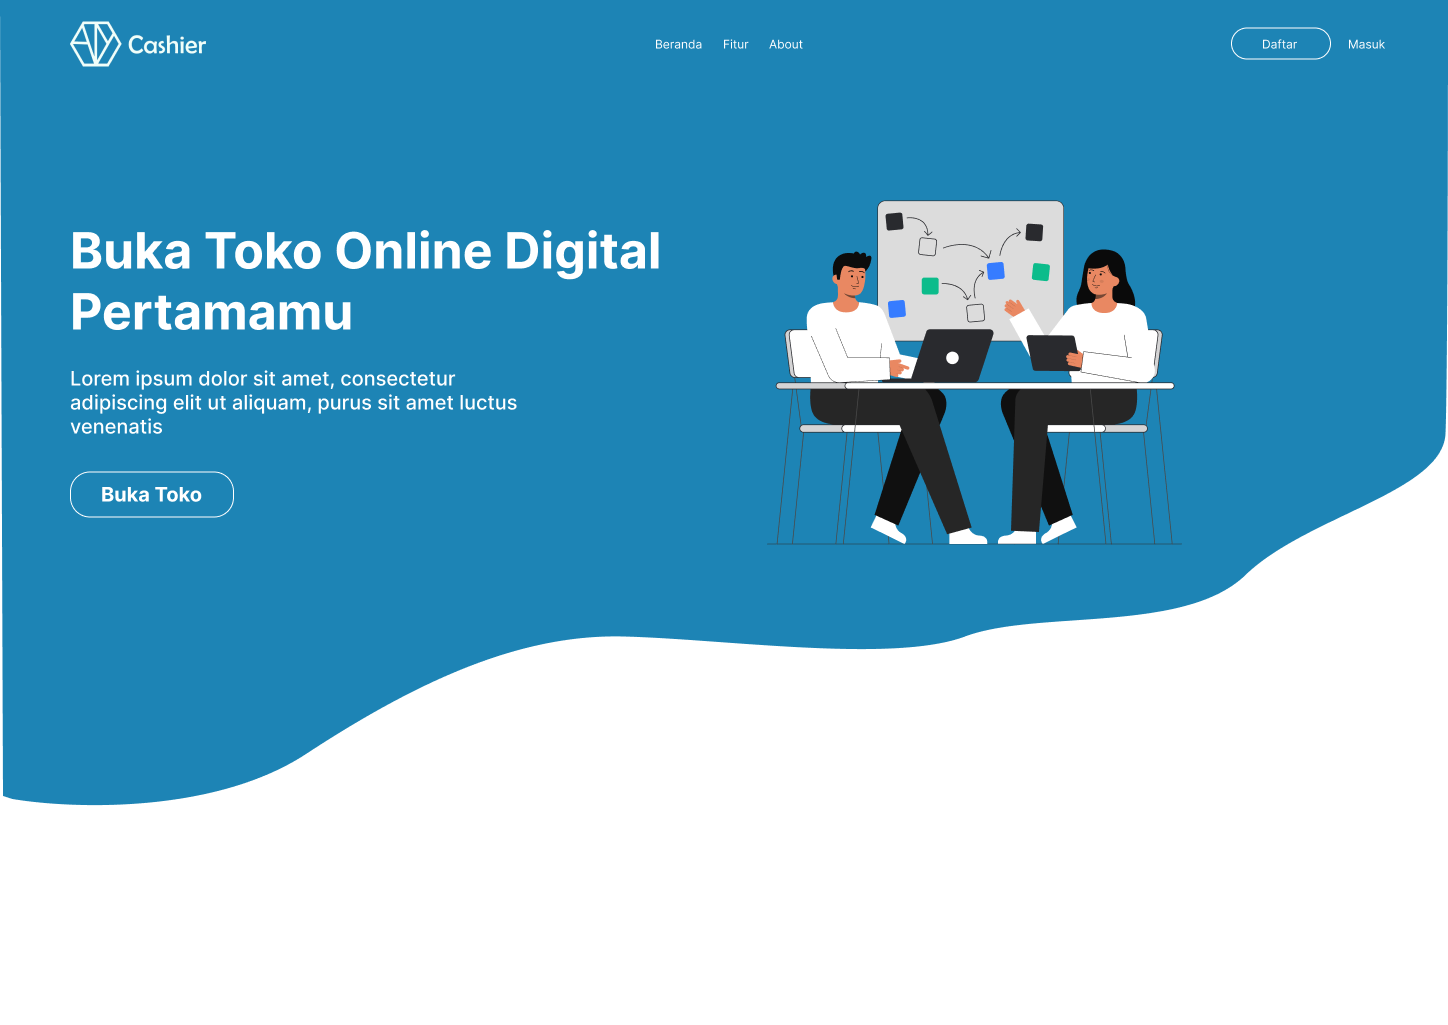 Cashier
Beranda Fitur About
Daftar Masuk
Buka Toko Online Digital
Pertamamu
Lorem ipsum dolor sit amet, consectetur
adipiscing elit ut aliquam, purus sit amet luctus
venenatis
Buka Toko